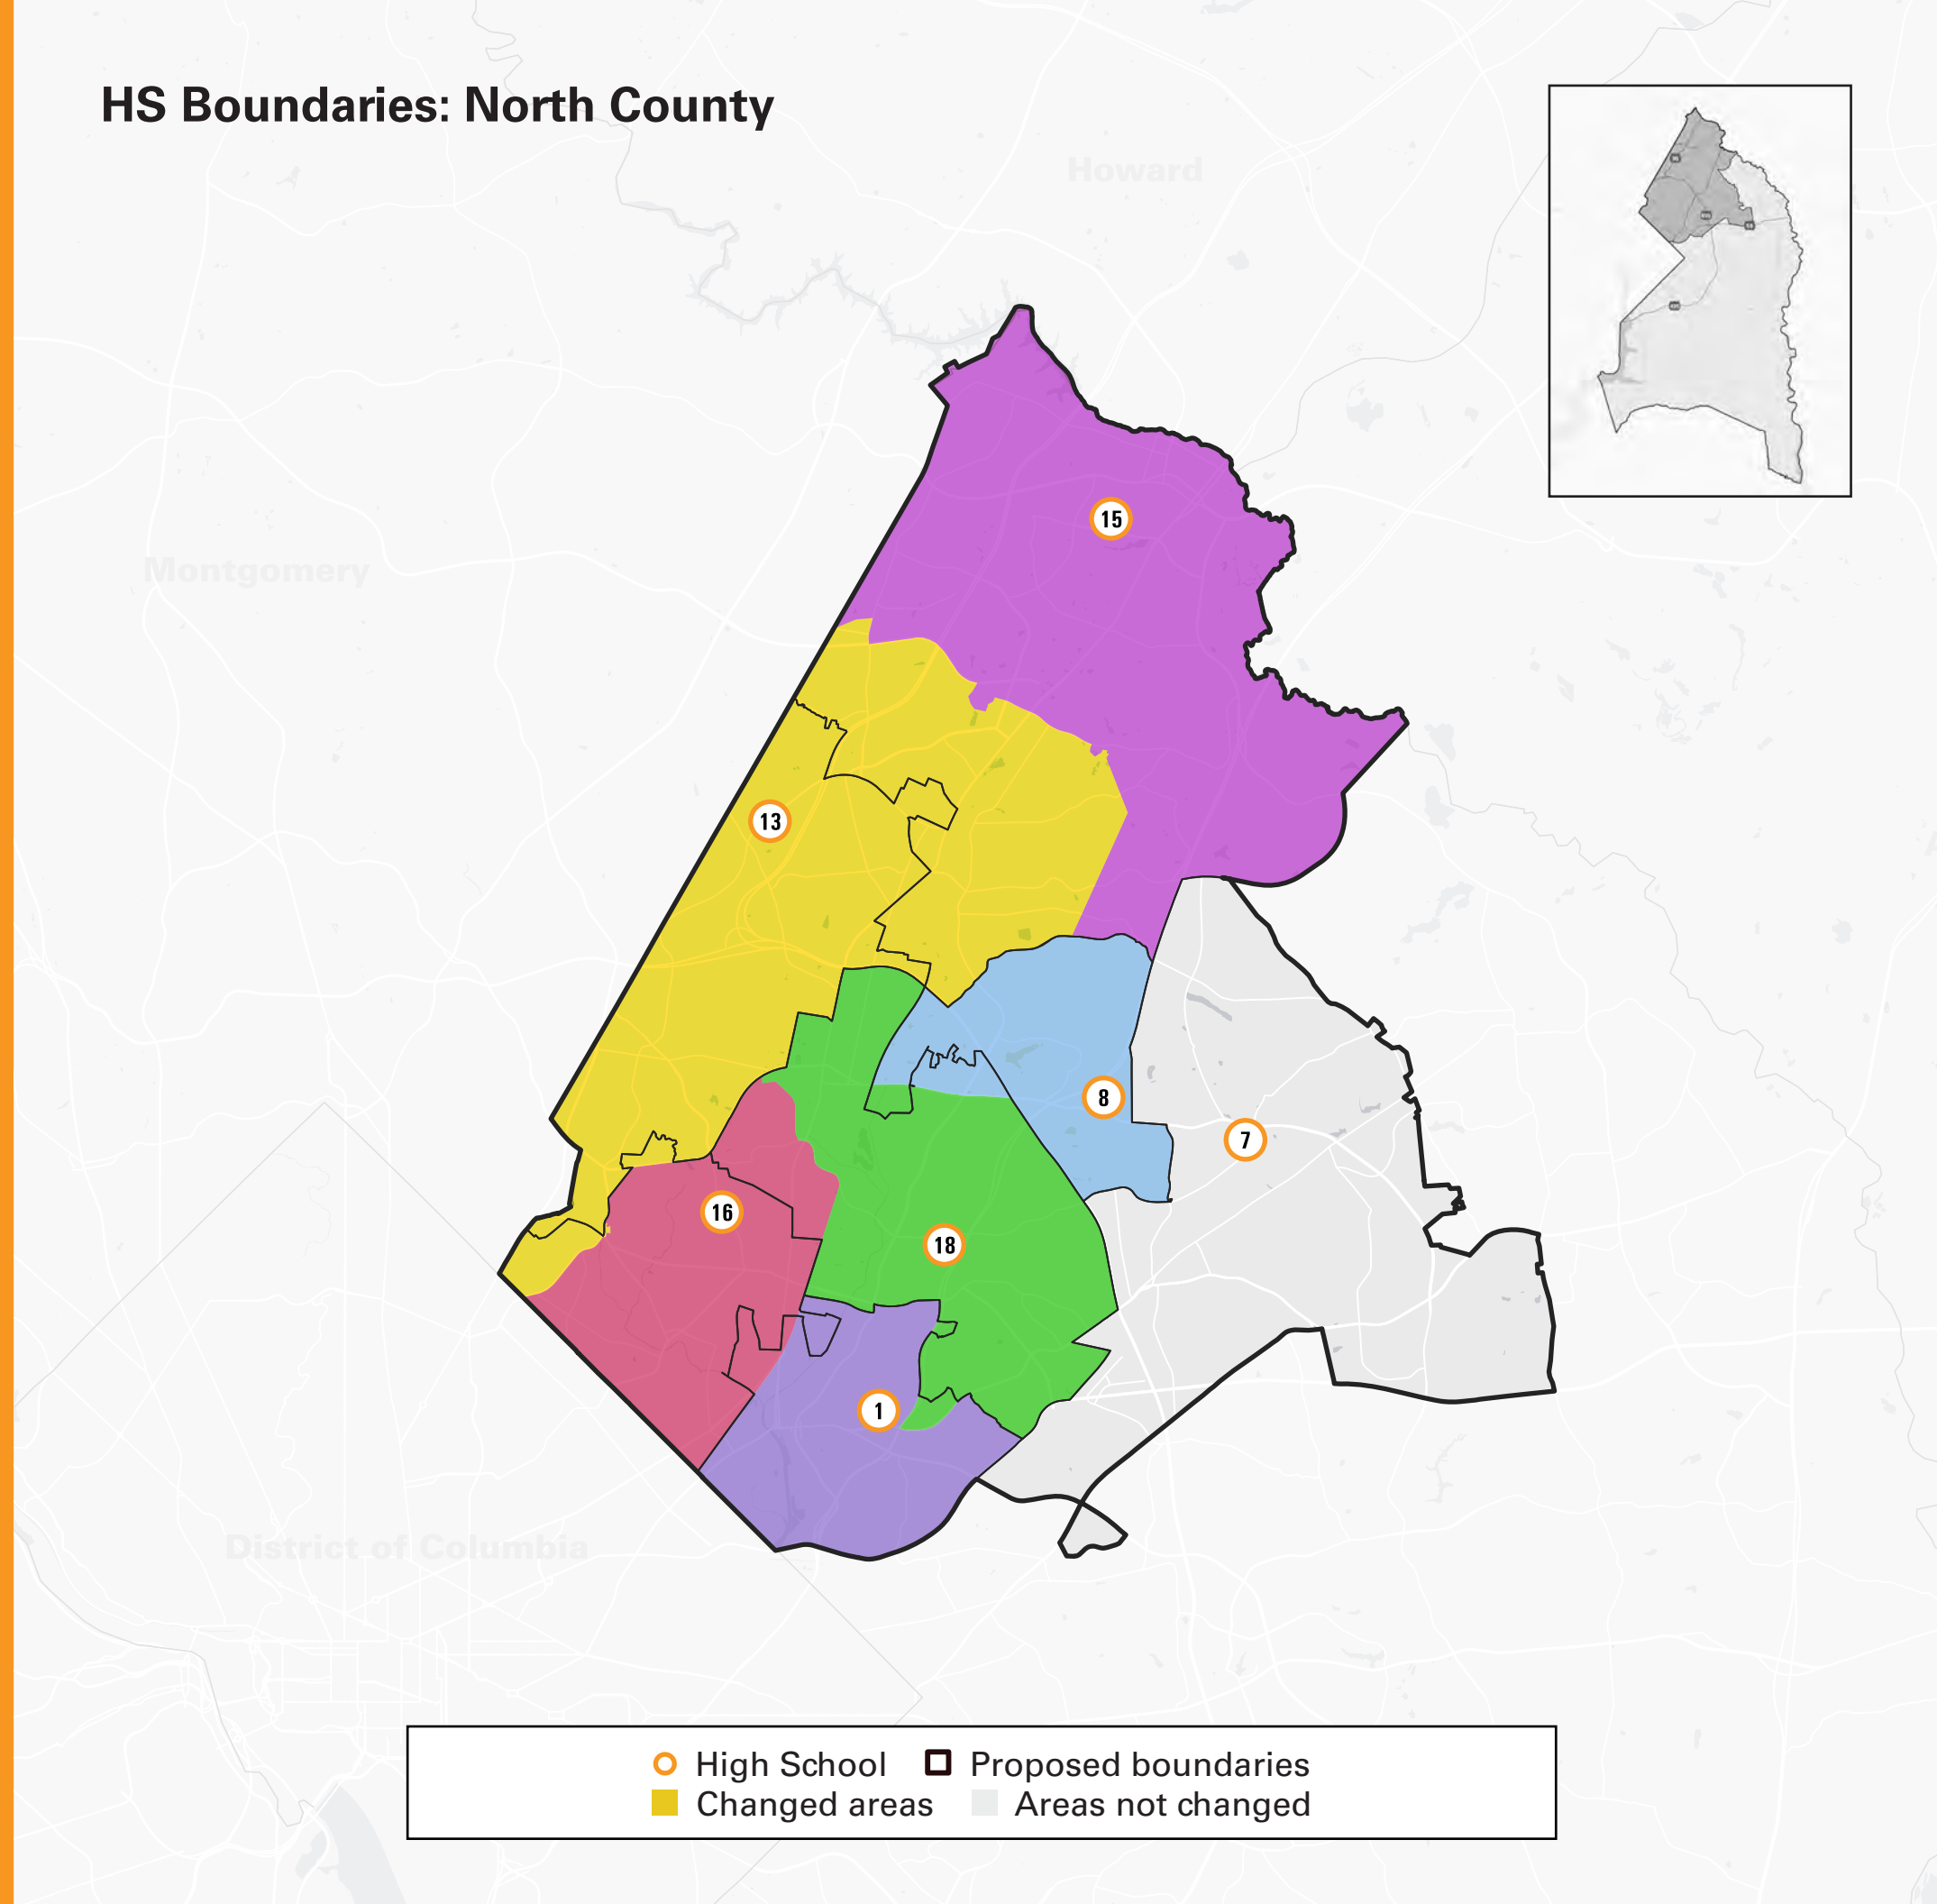 HS Boundaries: North County
Howard
Montgomery
15
13
8
7
16
18
1
District of Columbia
High School
Proposed boundaries
Changed areas
Areas not changed